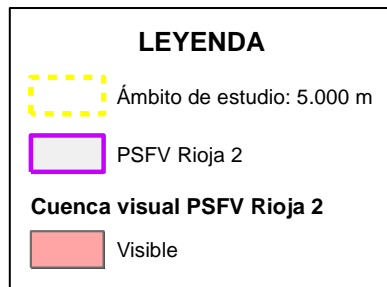 LEYENDA
Ámbito de estudio: 5.000 m
PSFV Rioja 2
Cuenca visual PSFV Rioja 2
Visible